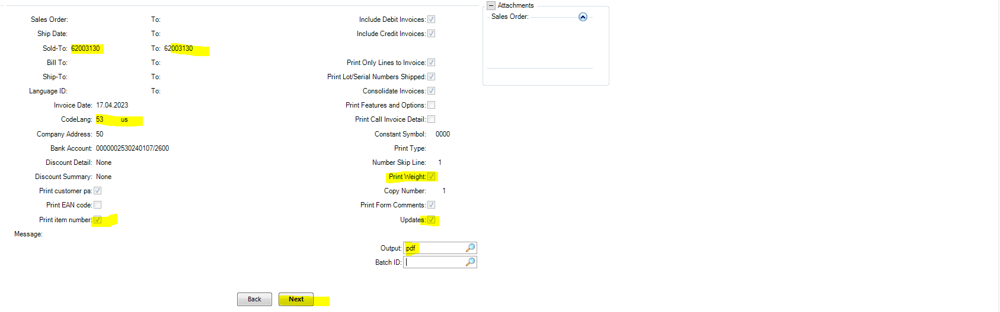 Attachments
Sales Order: To: Include Debit Invoices: Sales Order:
Ship Date: To: Include Credit Invoices:
Sold-To: 62003130 To: 62003130
Bill To: To: Print Only Lines to Invoice:
Ship-To: To: Print Lot/Serial Numbers Shipped:
Language ID: To: Consolidate Invoices:
Invoice Date: 17.04.2023 Print Features and Options:
CodeLang: 53 us Print Call Invoice Detail:
Company Address: 50 Constant Symbol: 0000
Bank Account: 0000002530240107/2600 Print Type:
Discount Detail: None Number Skip Line: 1
Discount Summary: None Print Weight:
Print customer pa: Copy Number: 1
Print EAN code: Print Form Comments:
Print item number: Updates:
Message:
Output: pdf
Batch ID:
Back Next